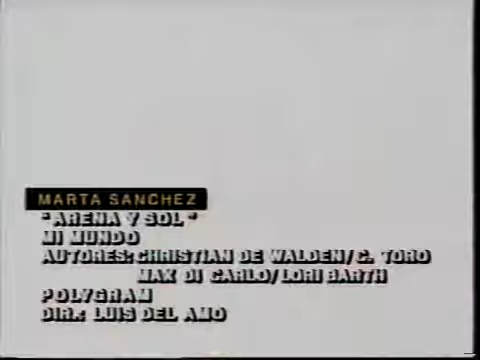 MARTA SANCHEZ
"ARENA Y SOL"
MI MUNDO
AUTORES: CHRISTIAN DE WALDEN/C. TORO
MAX DI CARLO/LORI BARTH
POLYGRAM
DIR.: LUIS DEL AMO